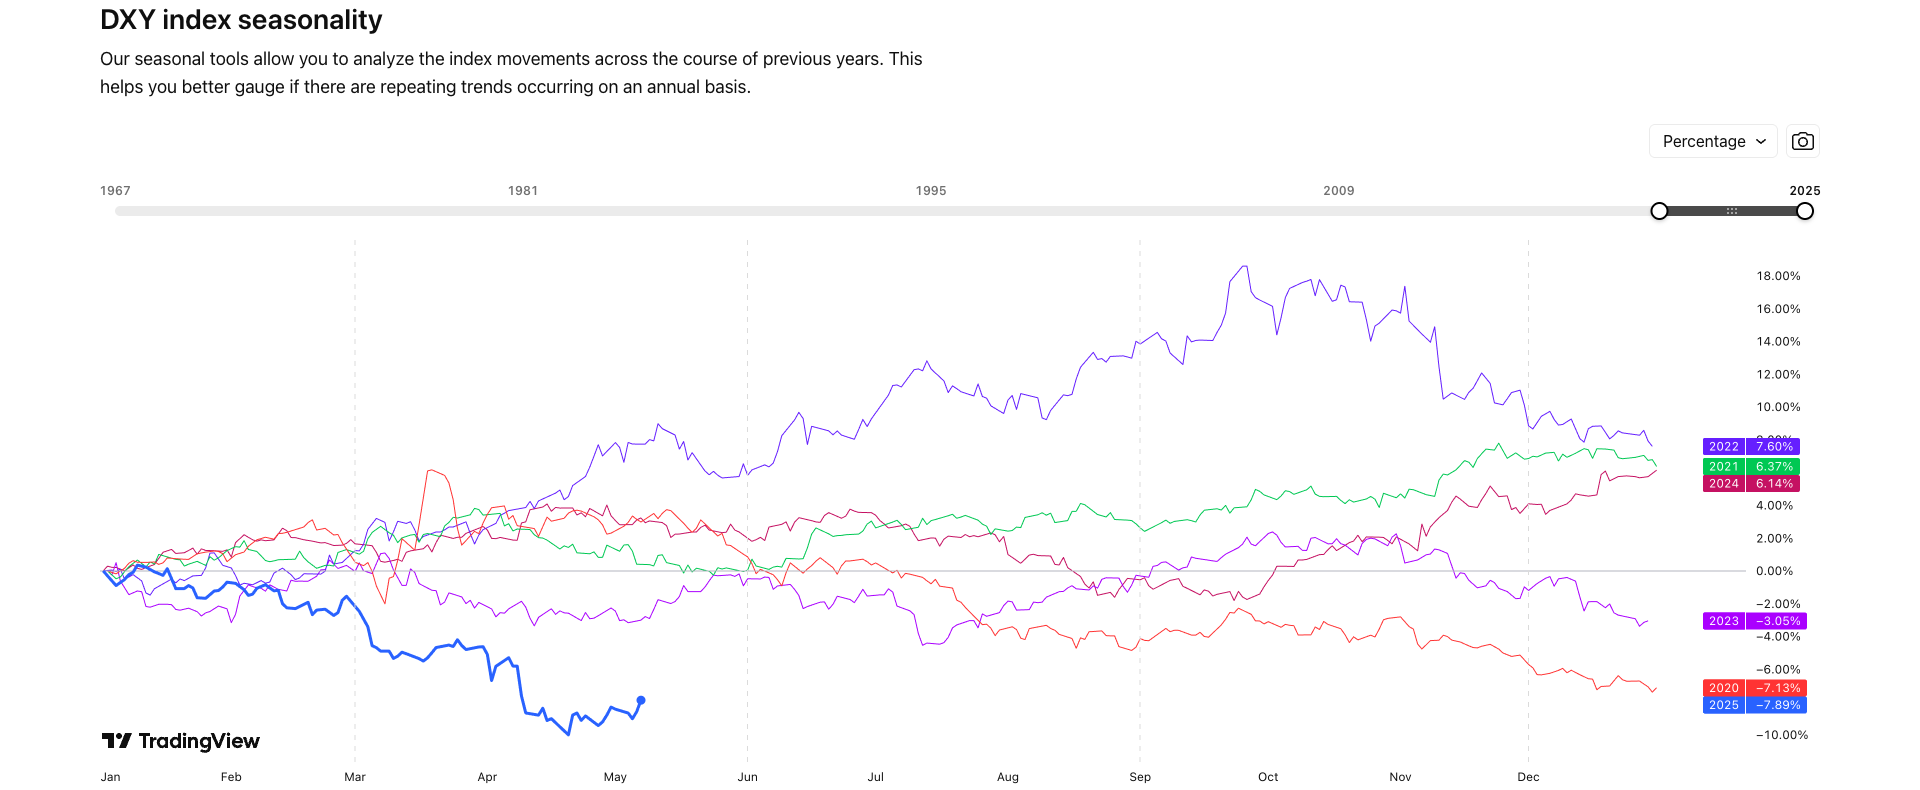 DXY index seasonality
Our seasonal tools allow you to analyze the index movements across the course of previous years. This
helps you better gauge if there are repeating trends occurring on an annual basis.
Percentage
1967 1981 1995 2009 2025
18.00%
16.00%
14.00%
12.00%
10.00%
2022 7.60%
2021 6.37%
2024 6.14%
4.00%
2.00%
0.00%
−2.00%
2023 −3.05%
−4.00%
−6.00%
2020 −7.13%
2025 −7.89%
−10.00%
TradingView
Jan Feb Mar Apr May Jun Jul Aug Sep Oct Nov Dec